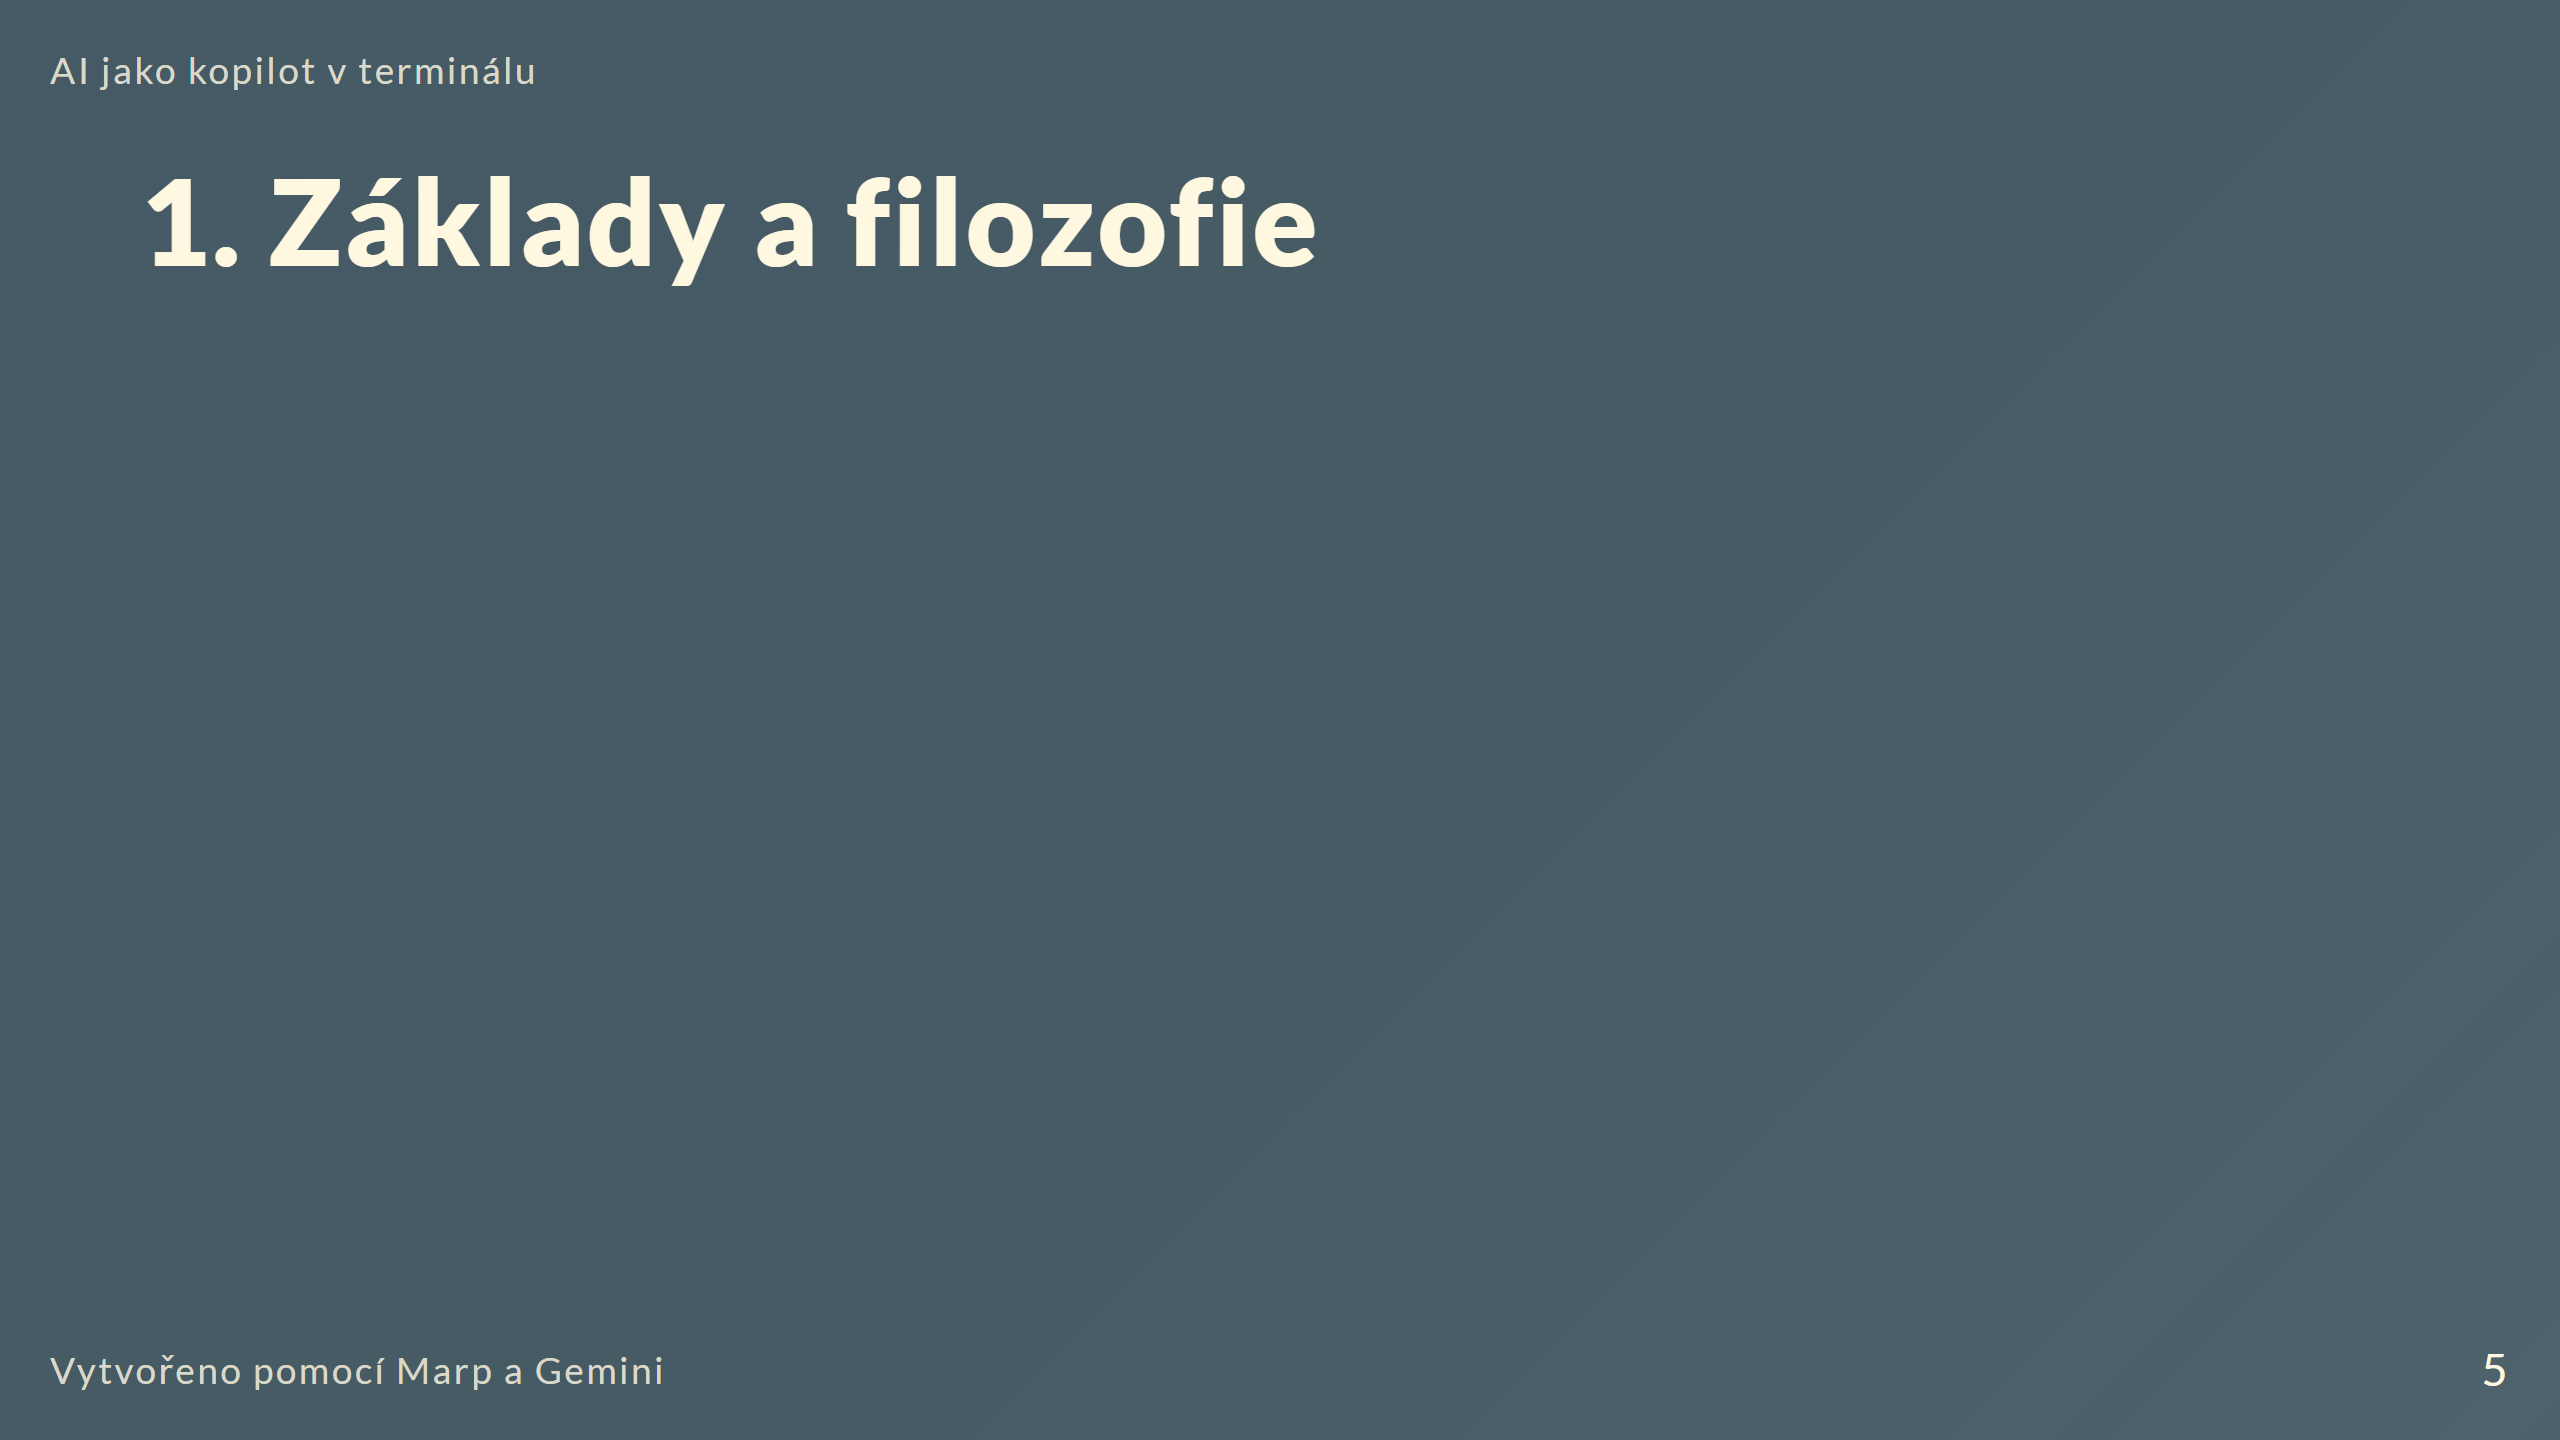 AI jako kopilot v terminálu
1. Základy a filozofie
Vytvořeno pomocí Marp a Gemini
5